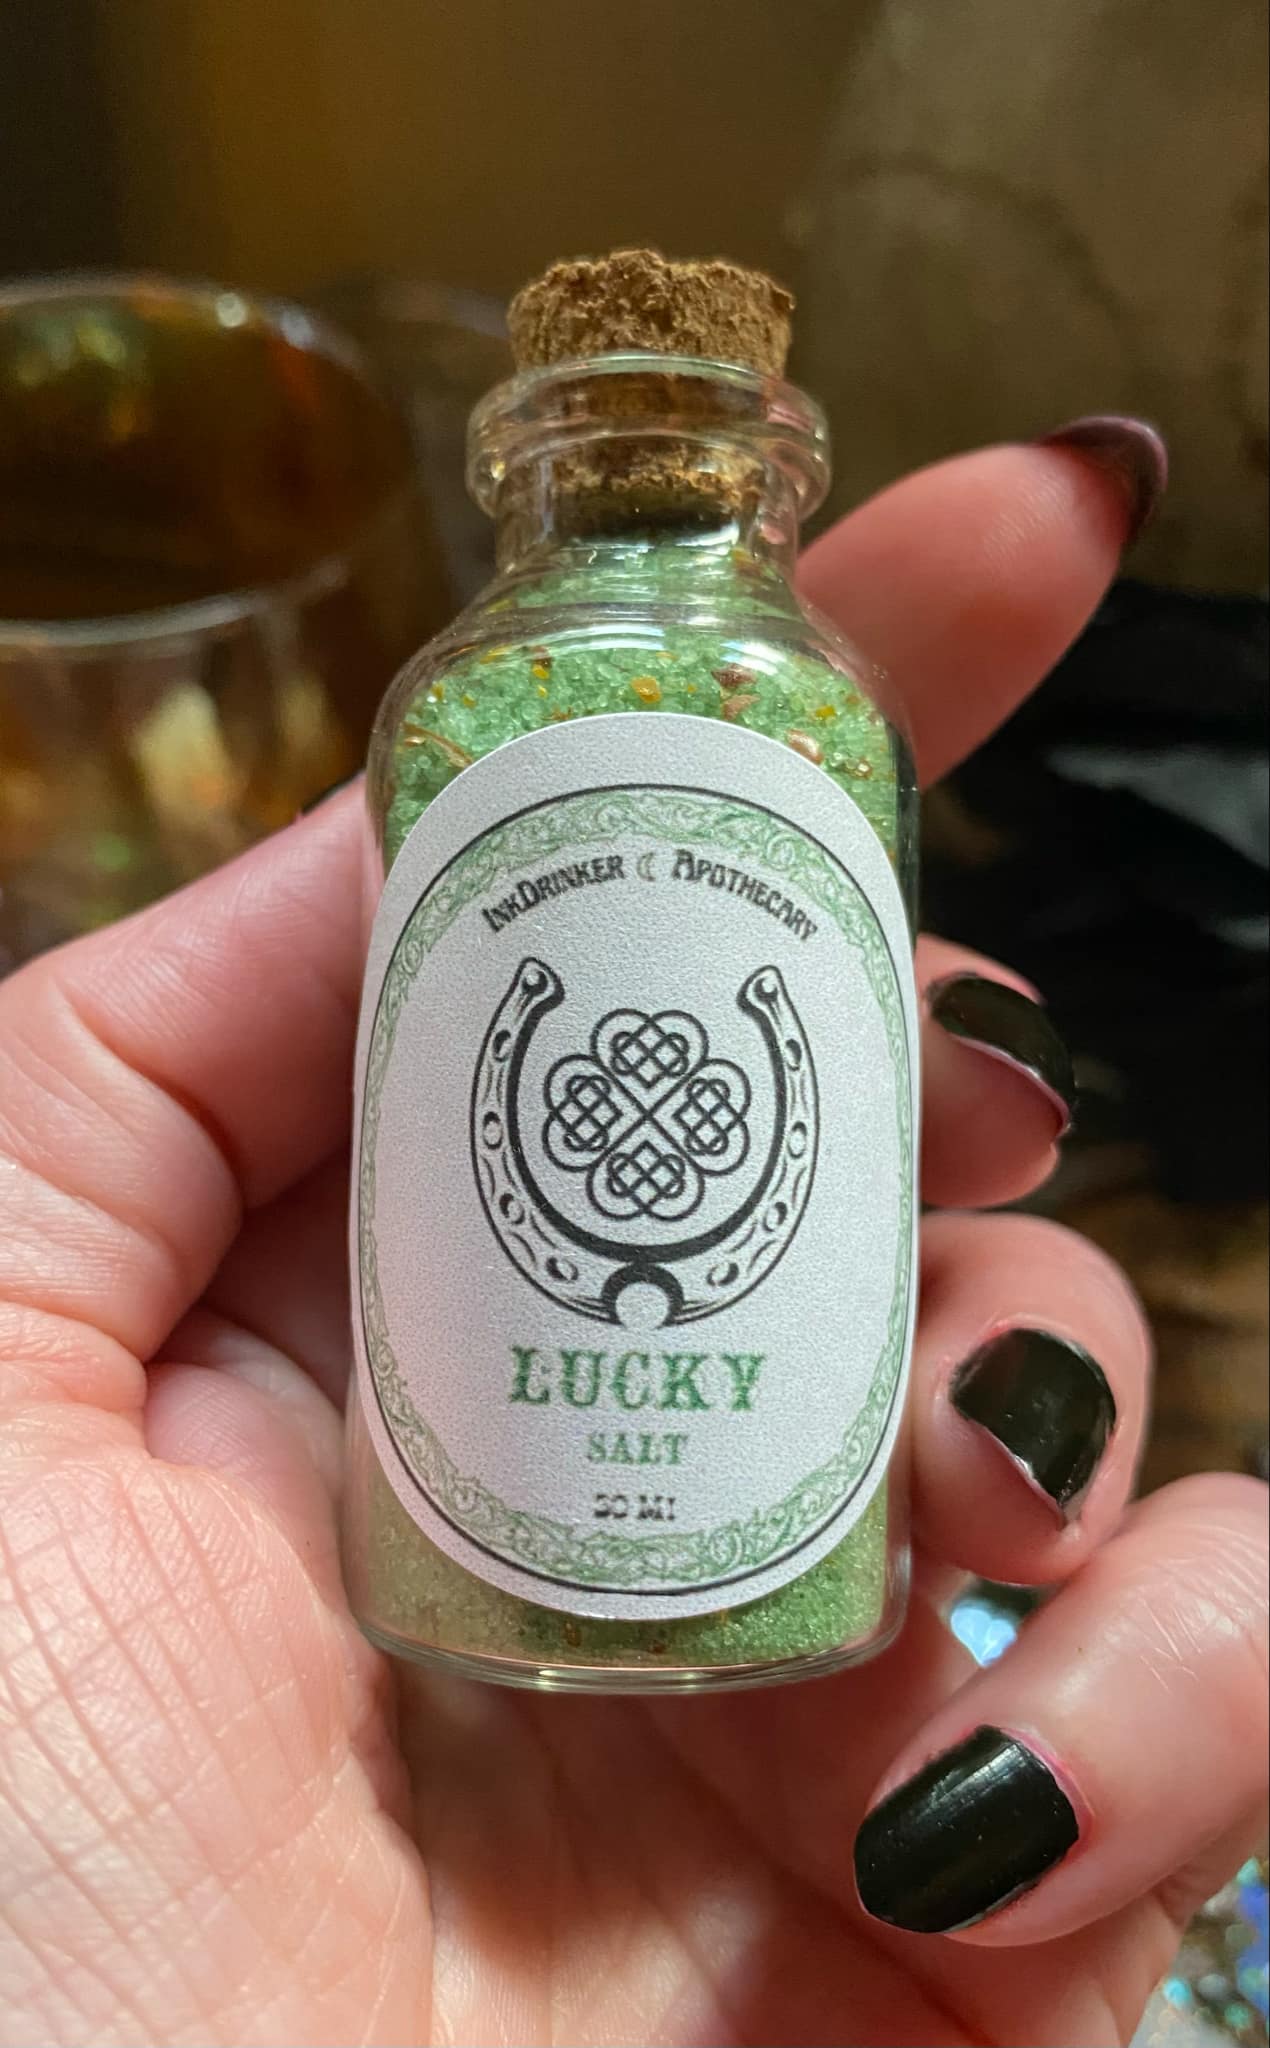 InkDrinker ☾ Apothecary
LUCKY
SALT
30 Ml